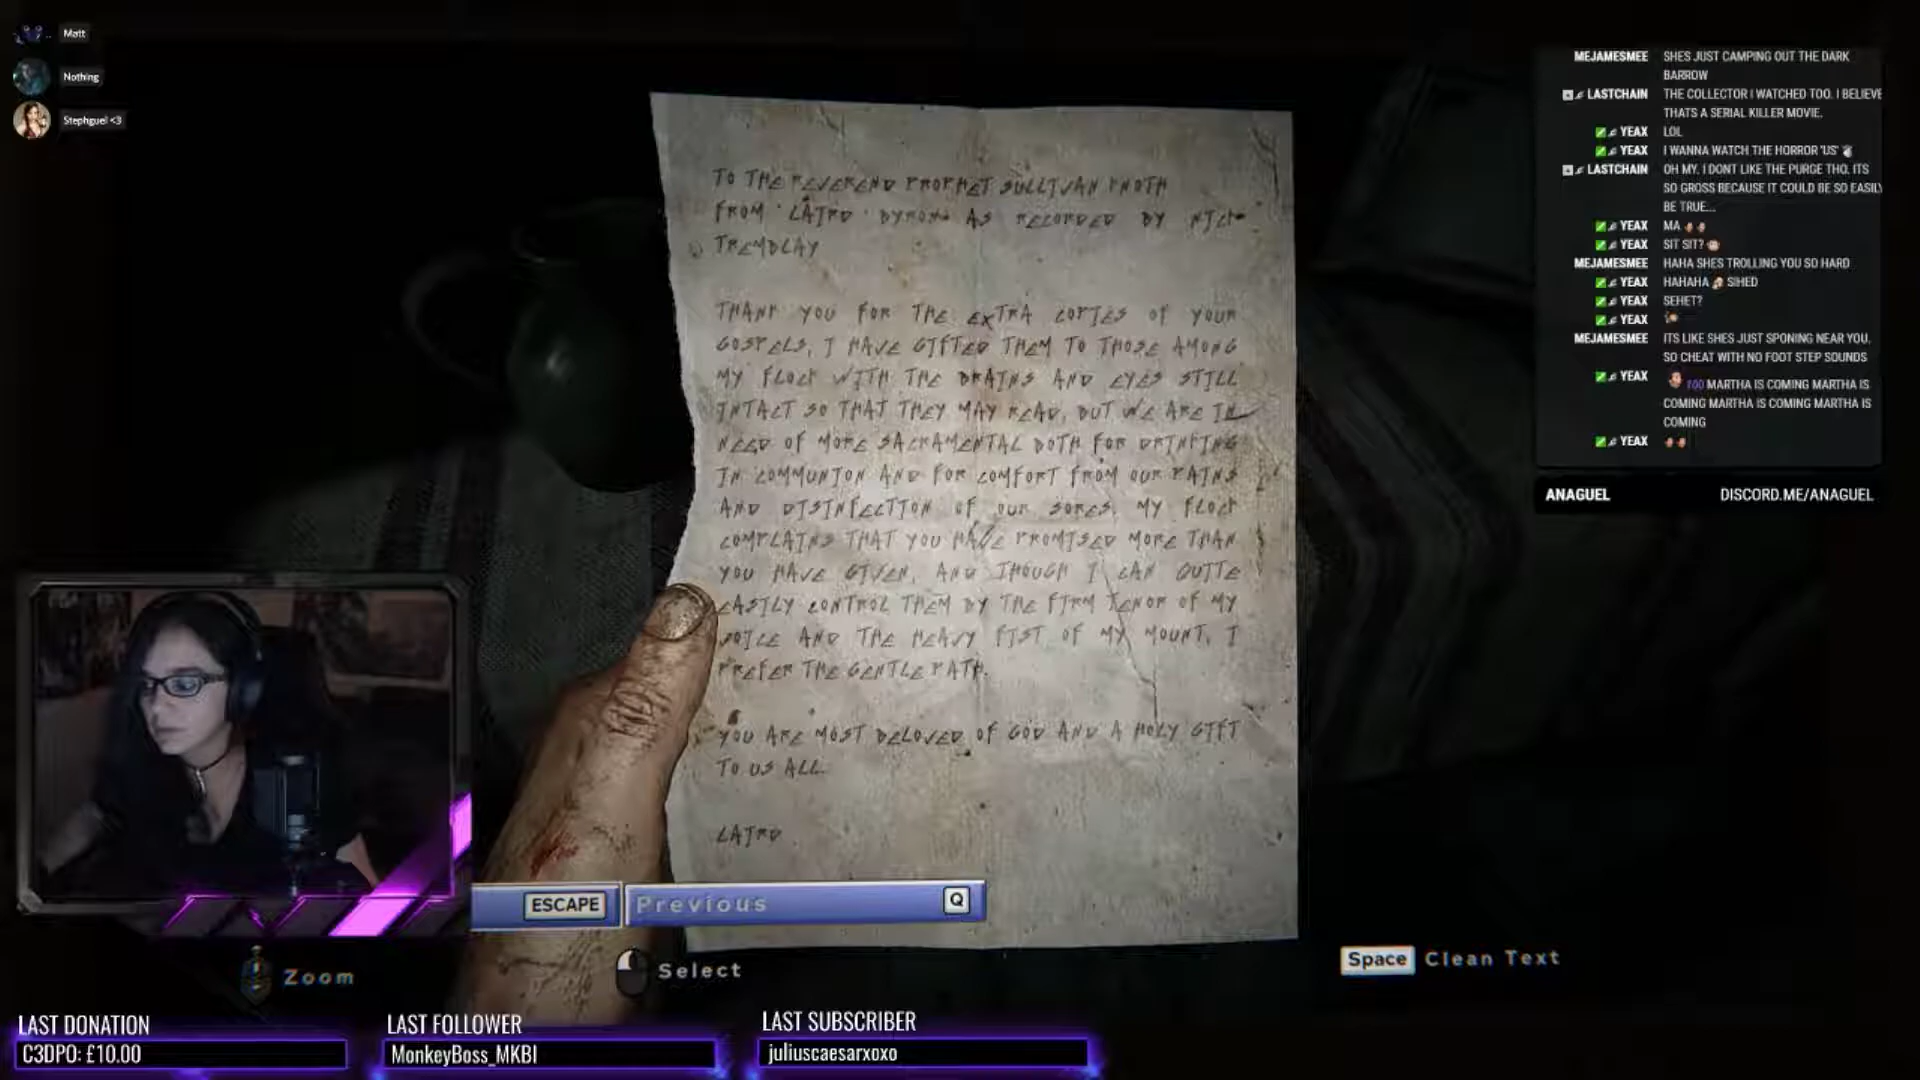 Matt
Nothing
Stephguel <3
TO THE REVEREND PROPHET SULLIVAN KNOTH
FROM LAIRD BYRON. AS RECORDED BY NICK
TREMBLAY
THANK YOU FOR THE EXTRA COPIES OF YOUR
GOSPELS, I HAVE GIFTED THEM TO THOSE AMONG
MY FLOCK WITH THE BRAINS AND EYES STILL
INTACT SO THAT THEY MAY READ, BUT WE ARE IN
NEED OF MORE SACRAMENTAL BOTH FOR DRINKING
IN COMMUNION AND FOR COMFORT FROM OUR PAINS
AND DISINFECTION OF OUR SORES. MY FLOCK
COMPLAINS THAT YOU HAVE PROMISED MORE THAN
YOU HAVE GIVEN, AND THOUGH I CAN QUITE
EASILY CONTROL THEM BY THE FIRM TENOR OF MY
VOICE AND THE HEAVY FIST OF MY MOUNT, I
PREFER THE GENTLE PATH.
YOU ARE MOST BELOVED OF GOD AND A HOLY GIFT
TO US ALL.
LAIRD
MEJAMESMEE SHES JUST CAMPING OUT THE DARK
BARROW
LASTCHAIN THE COLLECTOR I WATCHED TOO. I BELIEVE
THATS A SERIAL KILLER MOVIE.
YEAX LOL
YEAX I WANNA WATCH THE HORROR 'US'
LASTCHAIN OH MY. I DONT LIKE THE PURGE THO. ITS
SO GROSS BECAUSE IT COULD BE SO EASILY
BE TRUE...
YEAX MA
YEAX SIT SIT?
MEJAMESMEE HAHA SHES TROLLING YOU SO HARD
YEAX HAHAHA SIHED
YEAX SEHET?
YEAX
MEJAMESMEE ITS LIKE SHES JUST SPONING NEAR YOU.
SO CHEAT WITH NO FOOT STEP SOUNDS
YEAX 100 MARTHA IS COMING MARTHA IS
COMING MARTHA IS COMING MARTHA IS
COMING
YEAX
ANAGUEL DISCORD.ME/ANAGUEL
ESCAPE Previous Q
Zoom Select
Space Clean Text
LAST DONATION
C3DPO: £10.00
LAST FOLLOWER
MonkeyBoss_MKBI
LAST SUBSCRIBER
juliuscaesarxoxo